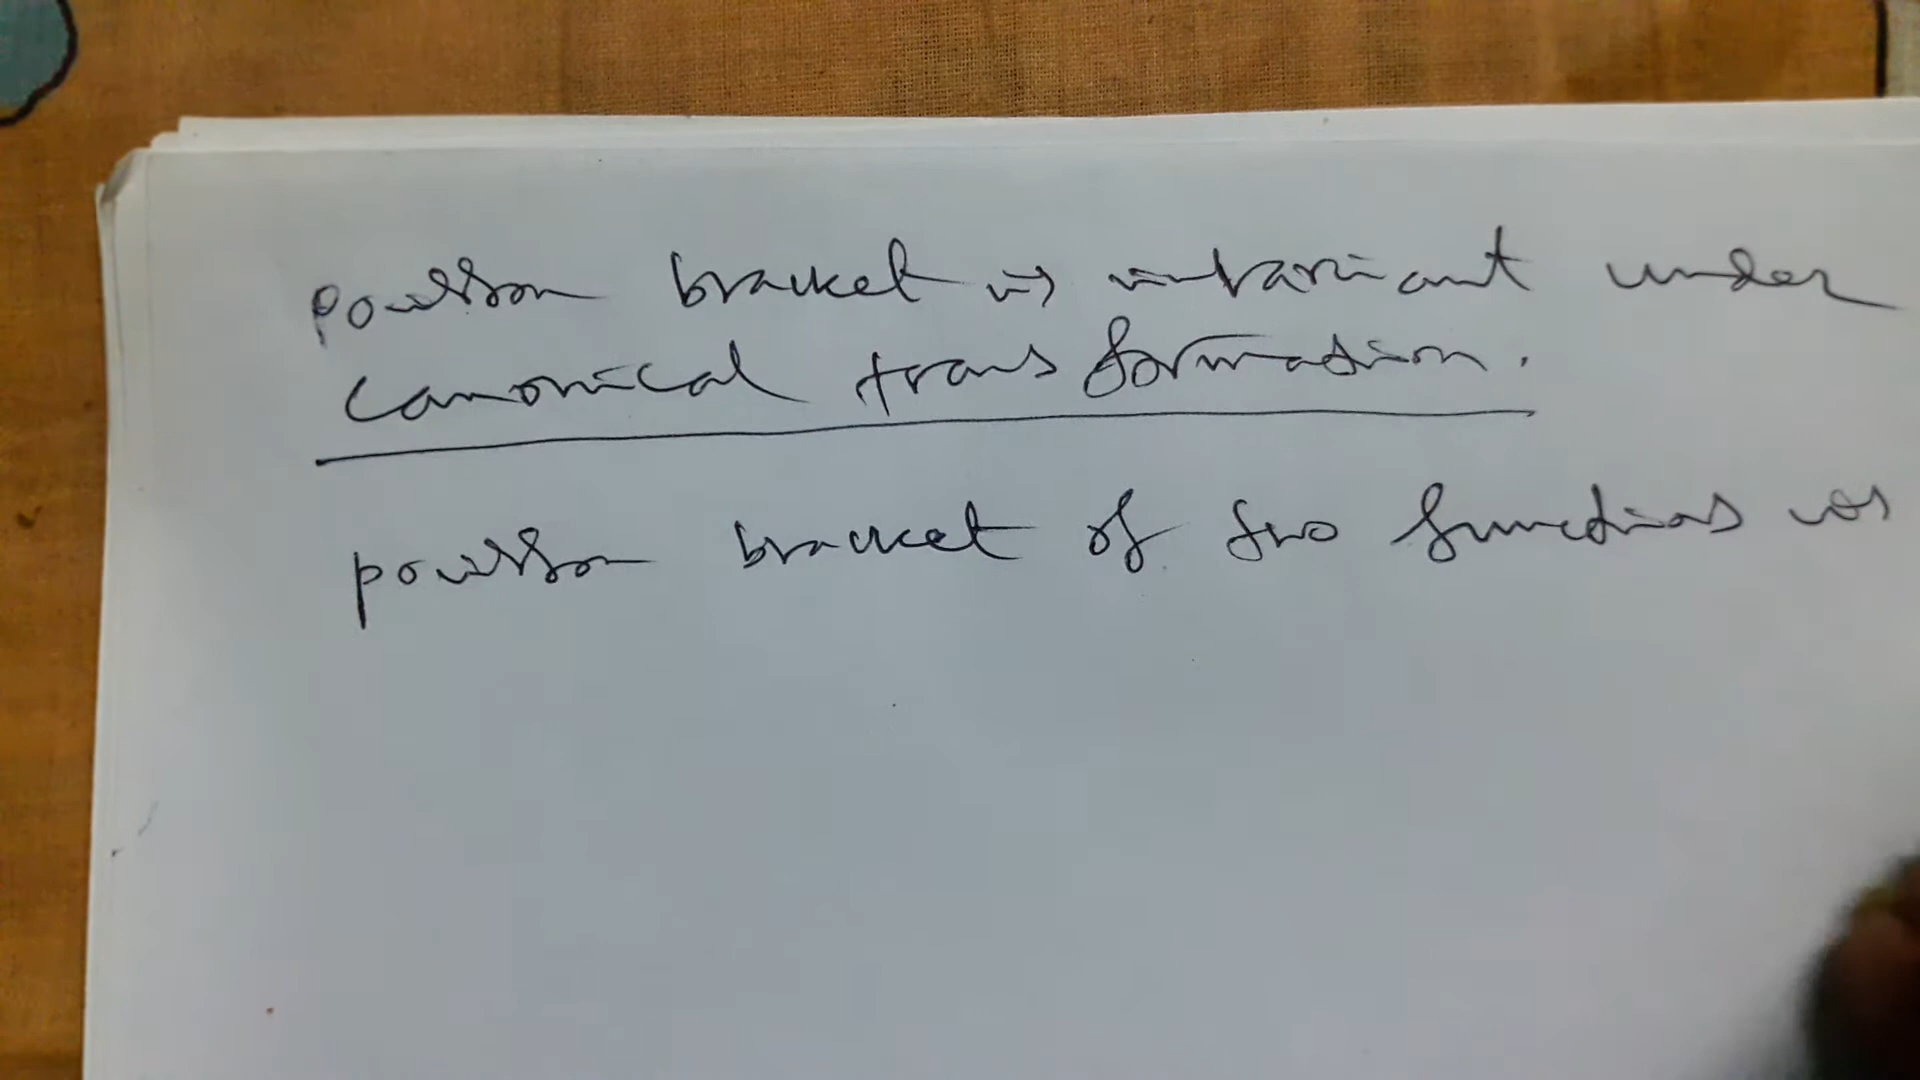 poisson bracket is invariant under
canonical transformation.
poisson bracket of two functions is